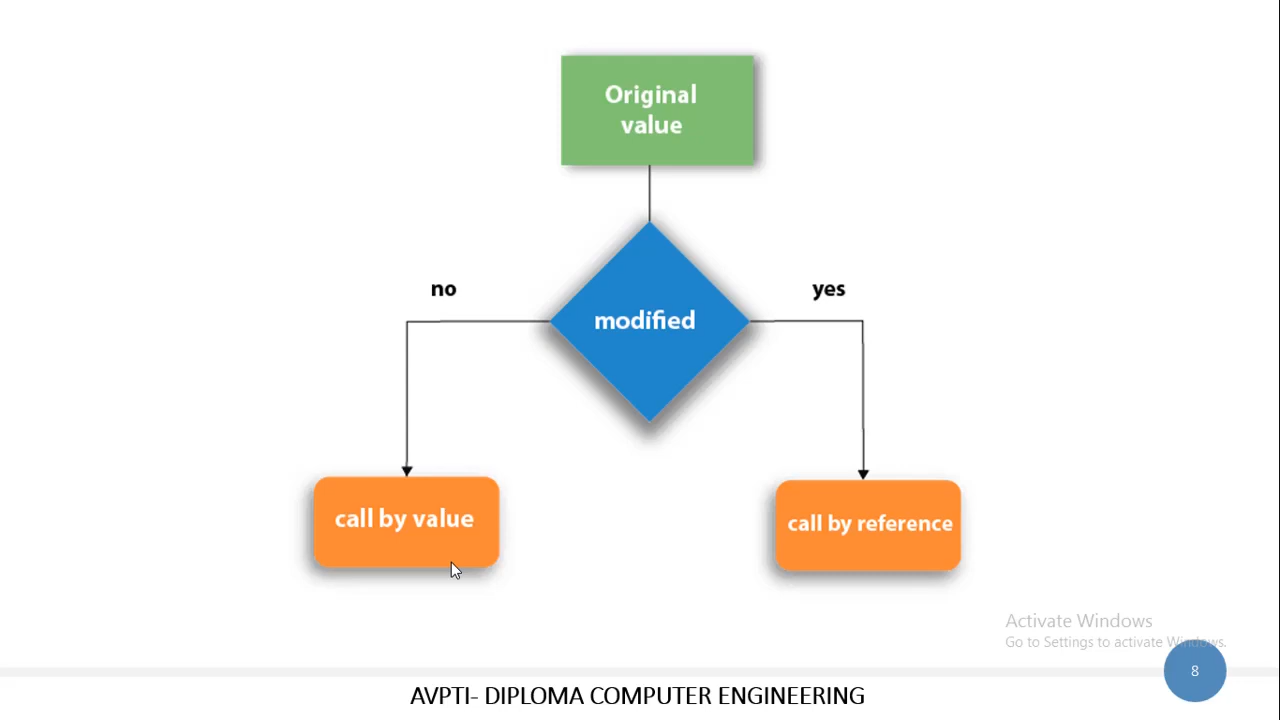 Original
value
no
yes
modified
call by value
call by reference
Activate Windows
Go to Settings to activate Windows.
8
AVPTI- DIPLOMA COMPUTER ENGINEERING